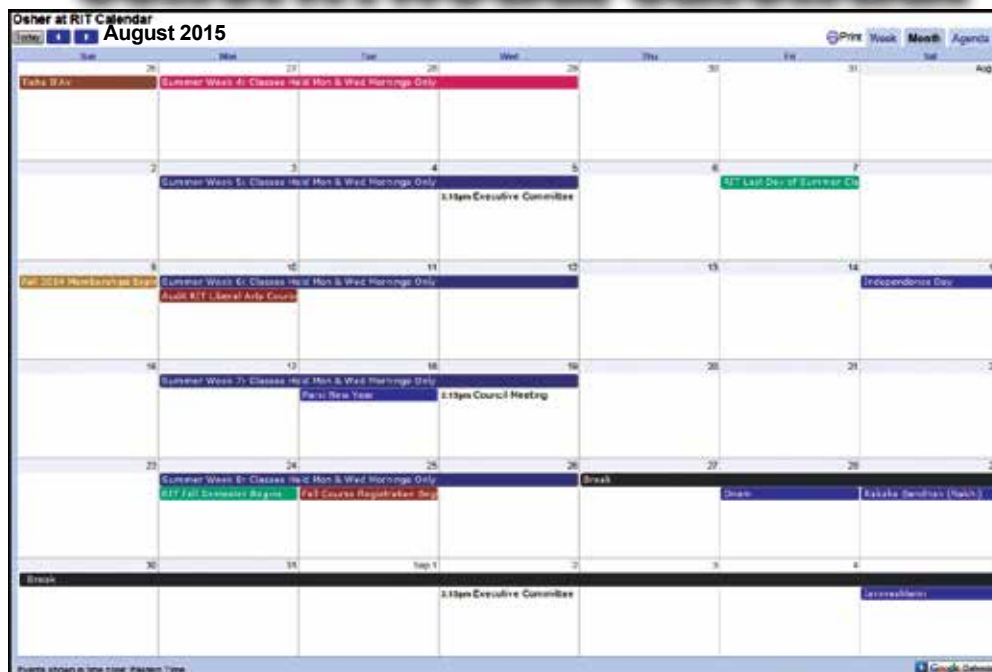 Osher at RIT Calendar
Today August 2015 Print Week Month Agenda
Sun Mon Tue Wed Thu Fri Sat
26 27 28 29 30 31 Aug
Tisha B'Av Summer Week 4: Classes Held Mon & Wed Mornings Only
2 3 4 5 6 7
Summer Week 5: Classes Held Mon & Wed Mornings Only RIT Last Day of Summer Cla
3:15pm Executive Committee
9 10 11 12 13 14 1
Fall 2014 Memberships Expire Summer Week 6: Classes Held Mon & Wed Mornings Only Independence Day
Audit RIT Liberal Arts Cours
16 17 18 19 20 21 2
Summer Week 7: Classes Held Mon & Wed Mornings Only
Parsi New Year 3:15pm Council Meeting
23 24 25 26 27 28 2
Summer Week 8: Classes Held Mon & Wed Mornings Only Break
RIT Fall Semester Begins Fall Course Registration Beg Onam Raksha Bandhan (Rakhi)
30 31 Sep 1 2 3 4
Break
3:15pm Executive Committee Janmashtami
Events shown in time zone: Eastern Time Google Calendar